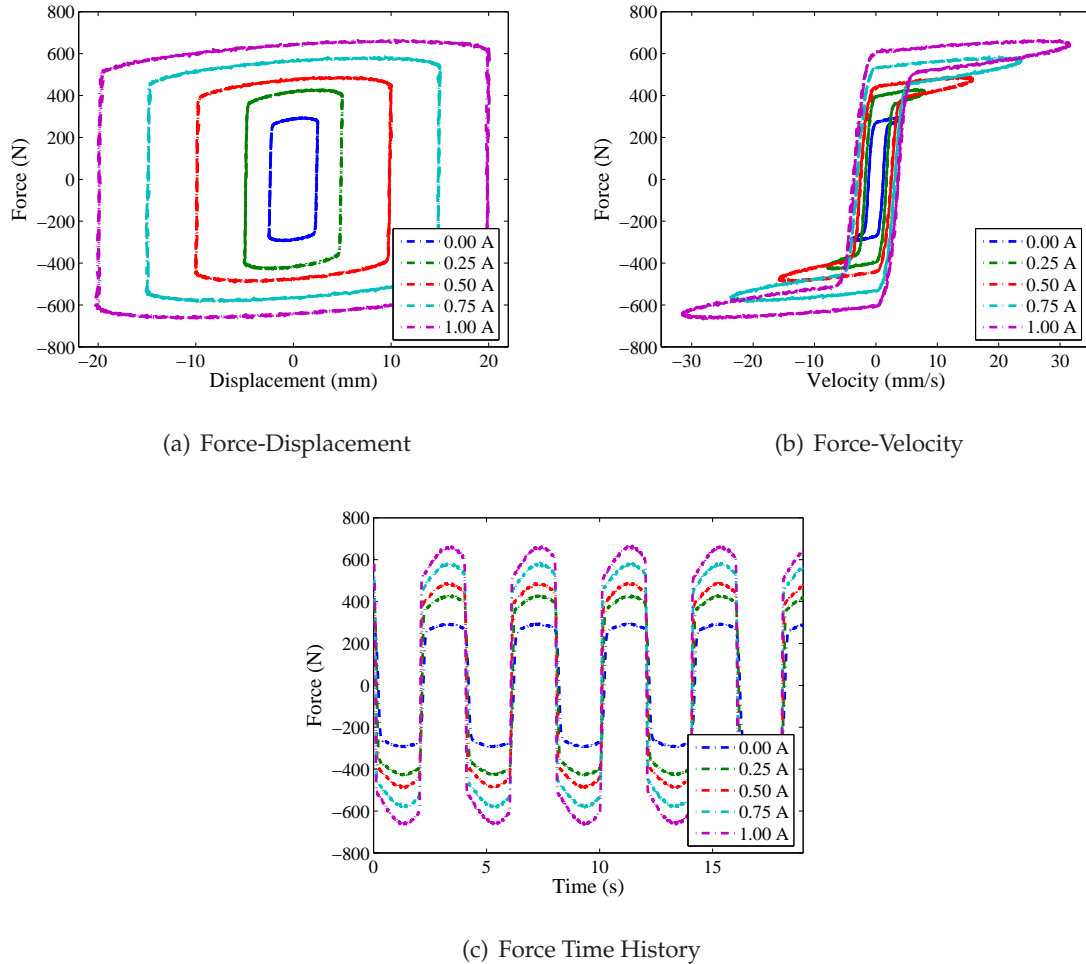 800
600
400
200
0
−200
−400
−600
−800
Force (N)
−20 −10 0 10 20
Displacement (mm)
0.00 A
0.25 A
0.50 A
0.75 A
1.00 A
(a) Force-Displacement
800
600
400
200
0
−200
−400
−600
−800
Force (N)
−30 −20 −10 0 10 20 30
Velocity (mm/s)
0.00 A
0.25 A
0.50 A
0.75 A
1.00 A
(b) Force-Velocity
800
600
400
200
0
−200
−400
−600
−800
Force (N)
0 5 10 15
Time (s)
0.00 A
0.25 A
0.50 A
0.75 A
1.00 A
(c) Force Time History